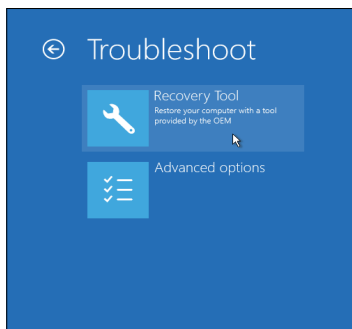 Troubleshoot
Recovery Tool
Restore your computer with a tool
provided by the OEM
Advanced options